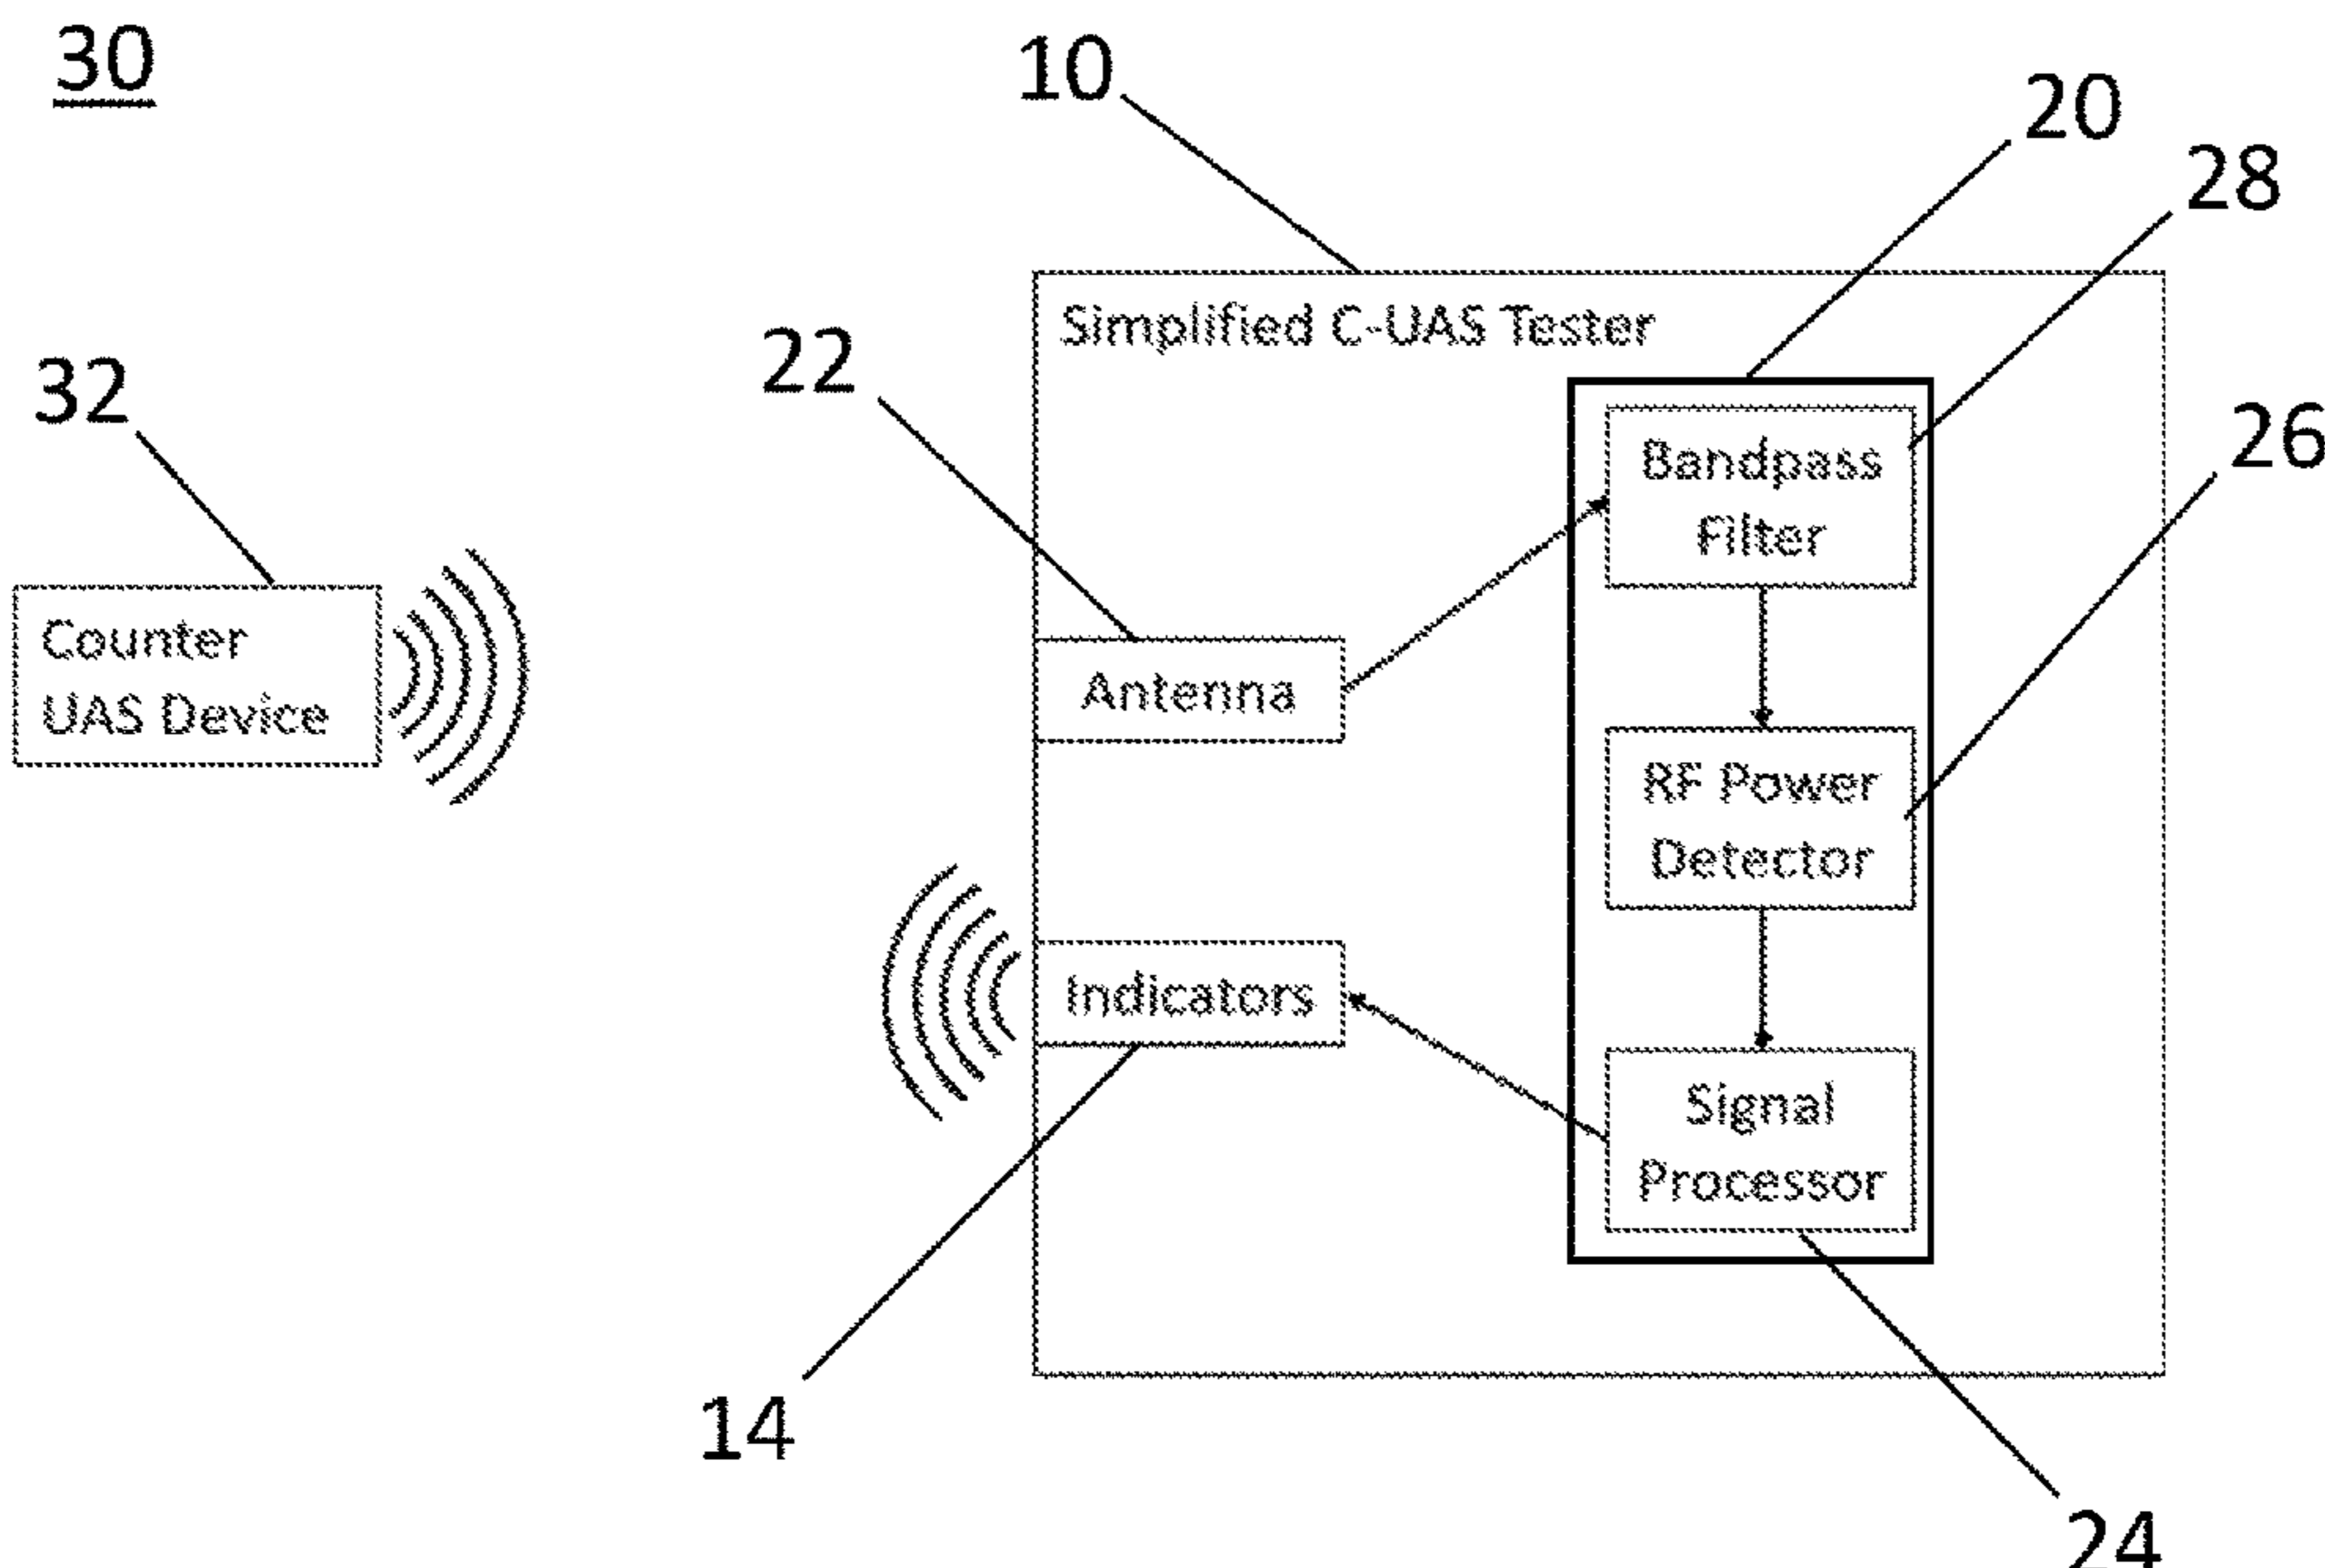 30
10
20
28
Simplified C-UAS Tester
22
32
26
Bandpass
Filter
Counter
UAS Device
Antenna
RF Power
Detector
Indicators
Signal
Processor
14
24